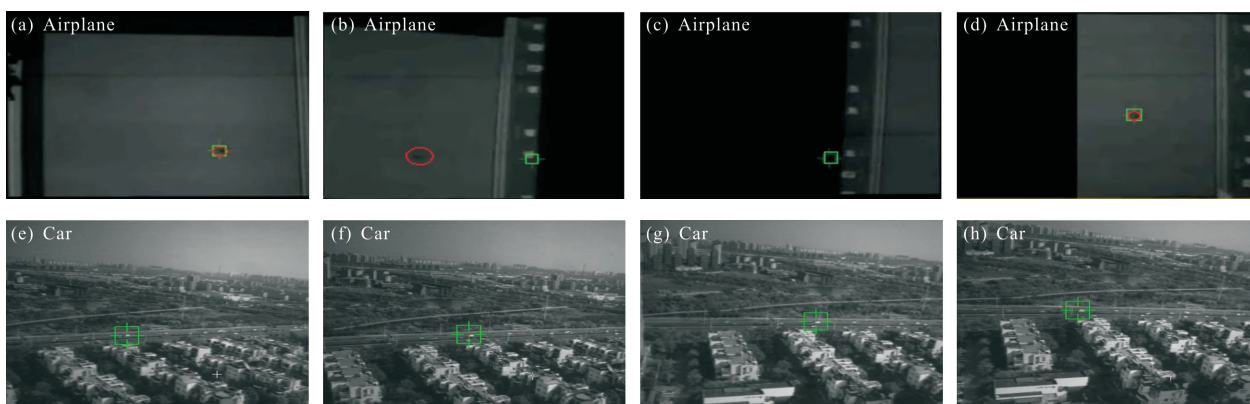 (a) Airplane
(b) Airplane
(c) Airplane
(d) Airplane
(e) Car
(f) Car
(g) Car
(h) Car